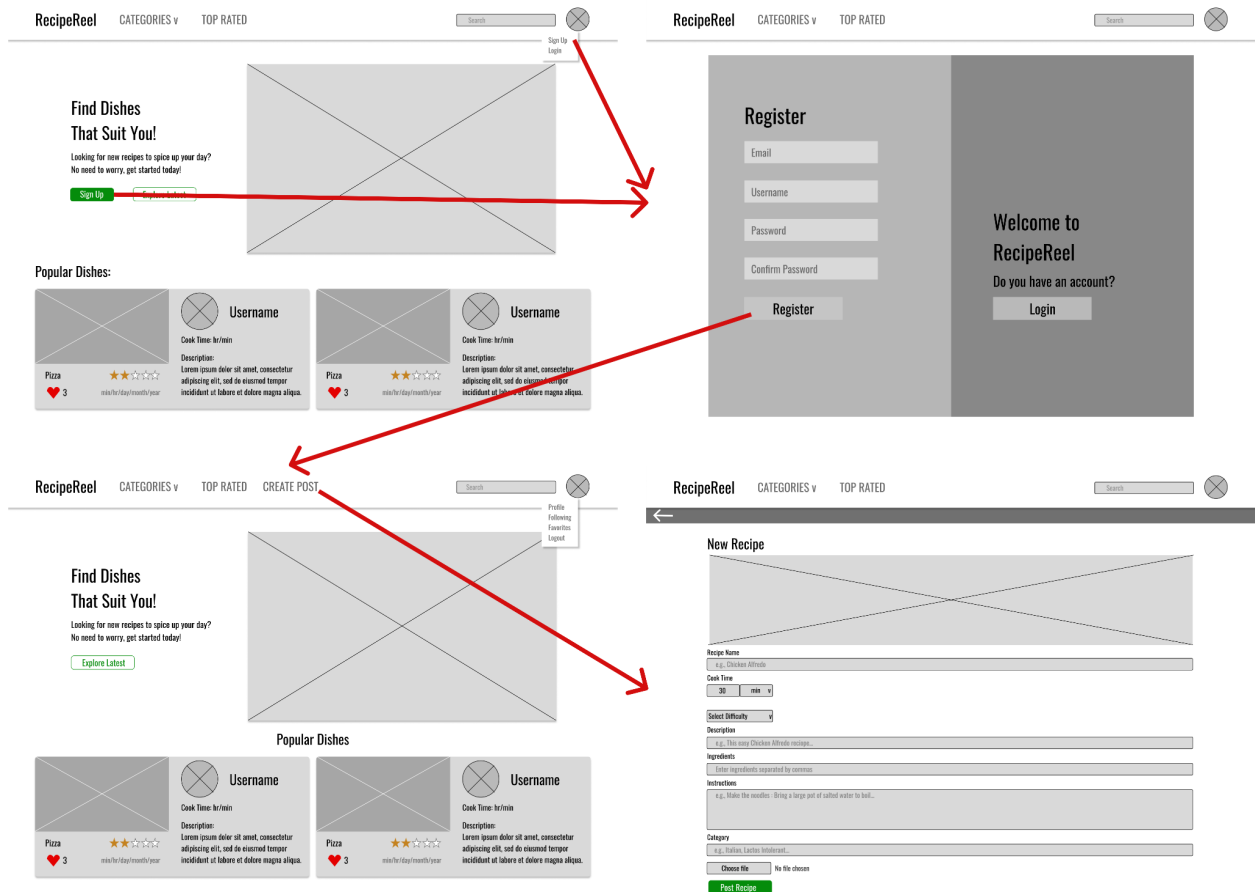 RecipeReel CATEGORIES v TOP RATED Search
Sign Up
Login
Find Dishes
That Suit You!
Looking for new recipes to spice up your day?
No need to worry, get started today!
Sign Up Explore Latest
Popular Dishes:
Username
Cook Time: hr/min
Description:
Lorem ipsum dolor sit amet, consectetur
adipiscing elit, sed do eiusmod tempor
incididunt ut labore et dolore magna aliqua.
Pizza
3 min/hr/day/month/year
Username
Cook Time: hr/min
Description:
Lorem ipsum dolor sit amet, consectetur
adipiscing elit, sed do eiusmod tempor
incididunt ut labore et dolore magna aliqua.
Pizza
3 min/hr/day/month/year
RecipeReel CATEGORIES v TOP RATED Search
Register
Email
Username
Password
Confirm Password
Register
Welcome to
RecipeReel
Do you have an account?
Login
RecipeReel CATEGORIES v TOP RATED CREATE POST Search
Profile
Following
Favorites
Logout
Find Dishes
That Suit You!
Looking for new recipes to spice up your day?
No need to worry, get started today!
Explore Latest
Popular Dishes
Username
Cook Time: hr/min
Description:
Lorem ipsum dolor sit amet, consectetur
adipiscing elit, sed do eiusmod tempor
incididunt ut labore et dolore magna aliqua.
Pizza
3 min/hr/day/month/year
Username
Cook Time: hr/min
Description:
Lorem ipsum dolor sit amet, consectetur
adipiscing elit, sed do eiusmod tempor
incididunt ut labore et dolore magna aliqua.
Pizza
3 min/hr/day/month/year
RecipeReel CATEGORIES v TOP RATED Search
New Recipe
Recipe Name
e.g., Chicken Alfredo
Cook Time
30 min v
Select Difficulty v
Description
e.g., This easy Chicken Alfredo reciepe...
Ingredients
Enter ingredients separated by commas
Instructions
e.g., Make the noodles : Bring a large pot of salted water to boil...
Category
e.g., Italian, Lactos Intolerant...
Choose file No file chosen
Post Recipe